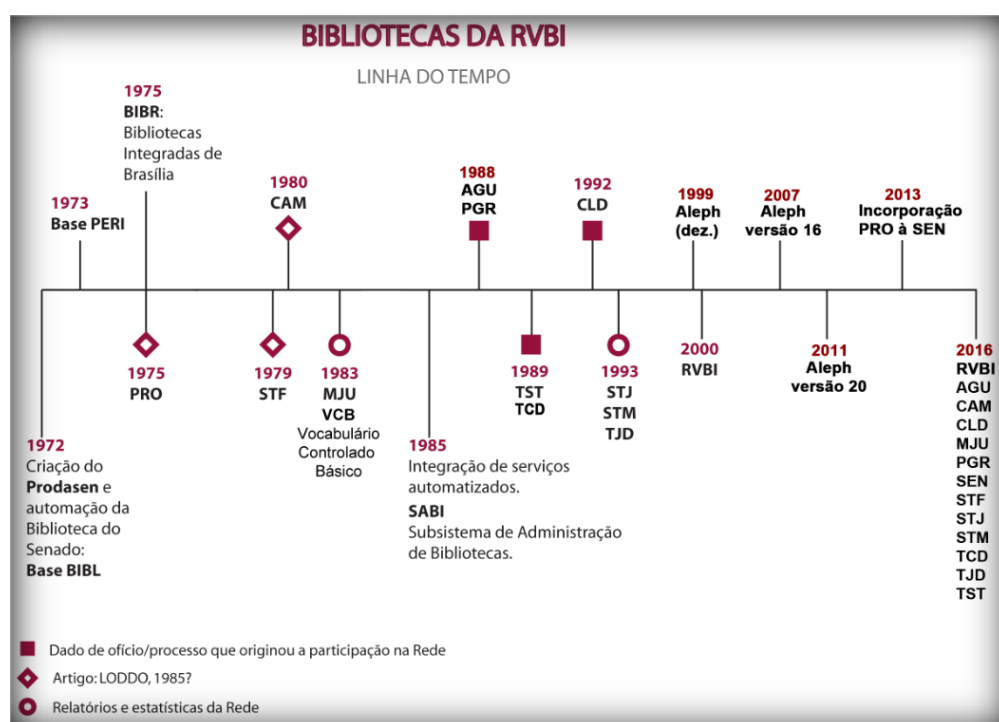 BIBLIOTECAS DA RVBI
LINHA DO TEMPO
1975
BIBR:
Bibliotecas
Integradas de
Brasília
1973
Base PERI
1980
CAM
1988
AGU
PGR
1992
CLD
1999
Aleph
(dez.)
2007
Aleph
versão 16
2013
Incorporação
PRO à SEN
1972
Criação do
Prodasen e
automação da
Biblioteca do
Senado:
Base BIBL
1975
PRO
1979
STF
1983
MJU
VCB
Vocabulário
Controlado
Básico
1985
Integração de serviços
automatizados.
SABI
Subsistema de Administração
de Bibliotecas.
1989
TST
TCD
1993
STJ
STM
TJD
2000
RVBI
2011
Aleph
versão 20
2016
RVBI
AGU
CAM
CLD
MJU
PGR
SEN
STF
STJ
STM
TCD
TJD
TST
Dado de ofício/processo que originou a participação na Rede
Artigo: LODDO, 1985?
Relatórios e estatísticas da Rede